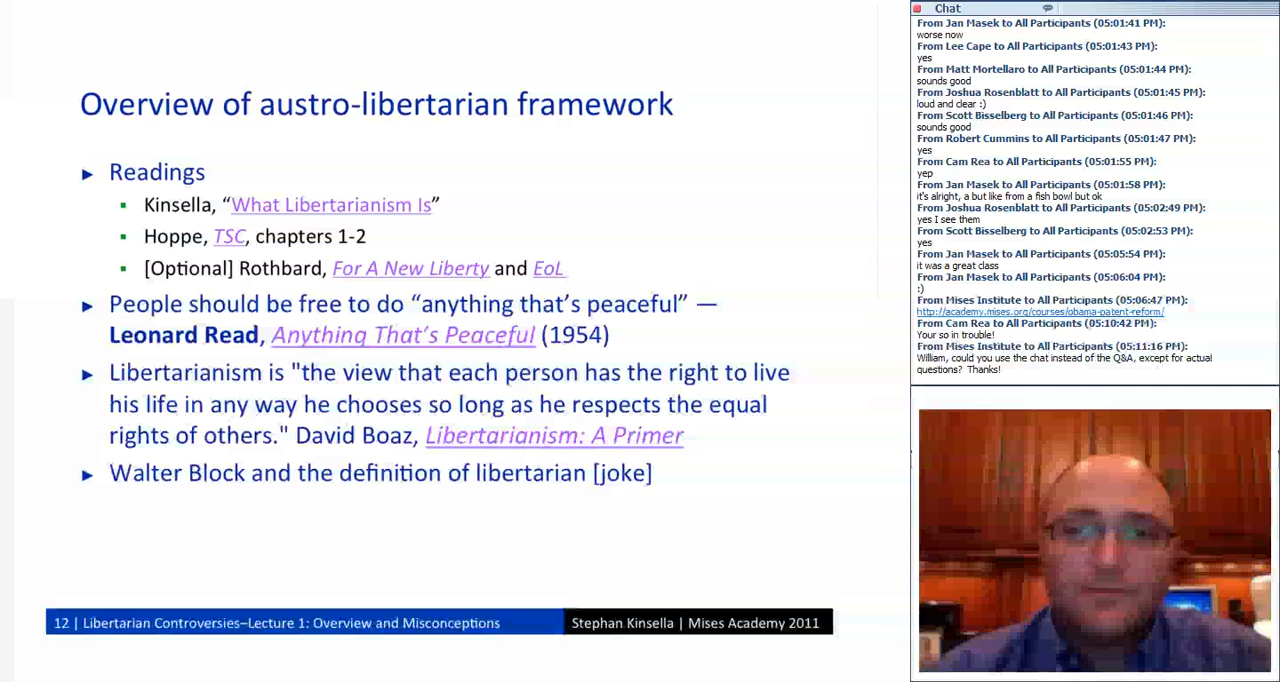 Overview of austro-libertarian framework
► Readings
▪ Kinsella, “What Libertarianism Is”
▪ Hoppe, TSC, chapters 1-2
▪ [Optional] Rothbard, For A New Liberty and EoL
► People should be free to do “anything that’s peaceful” —
Leonard Read, Anything That’s Peaceful (1954)
► Libertarianism is "the view that each person has the right to live
his life in any way he chooses so long as he respects the equal
rights of others." David Boaz, Libertarianism: A Primer
► Walter Block and the definition of libertarian [joke]
12 | Libertarian Controversies–Lecture 1: Overview and Misconceptions
Stephan Kinsella | Mises Academy 2011
Chat
From Jan Masek to All Participants (05:01:41 PM):
worse now
From Lee Cape to All Participants (05:01:43 PM):
yes
From Matt Mortellaro to All Participants (05:01:44 PM):
sounds good
From Joshua Rosenblatt to All Participants (05:01:45 PM):
loud and clear :)
From Scott Bisselberg to All Participants (05:01:46 PM):
sounds good
From Robert Cummins to All Participants (05:01:47 PM):
yes
From Cam Rea to All Participants (05:01:55 PM):
yep
From Jan Masek to All Participants (05:01:58 PM):
it's alright, a but like from a fish bowl but ok
From Joshua Rosenblatt to All Participants (05:02:49 PM):
yes I see them
From Scott Bisselberg to All Participants (05:02:53 PM):
yes
From Jan Masek to All Participants (05:05:54 PM):
it was a great class
From Jan Masek to All Participants (05:06:04 PM):
:)
From Mises Institute to All Participants (05:06:47 PM):
http://academy.mises.org/courses/obama-patent-reform/
From Cam Rea to All Participants (05:10:42 PM):
Your so in trouble!
From Mises Institute to All Participants (05:11:16 PM):
William, could you use the chat instead of the Q&A, except for actual
questions? Thanks!